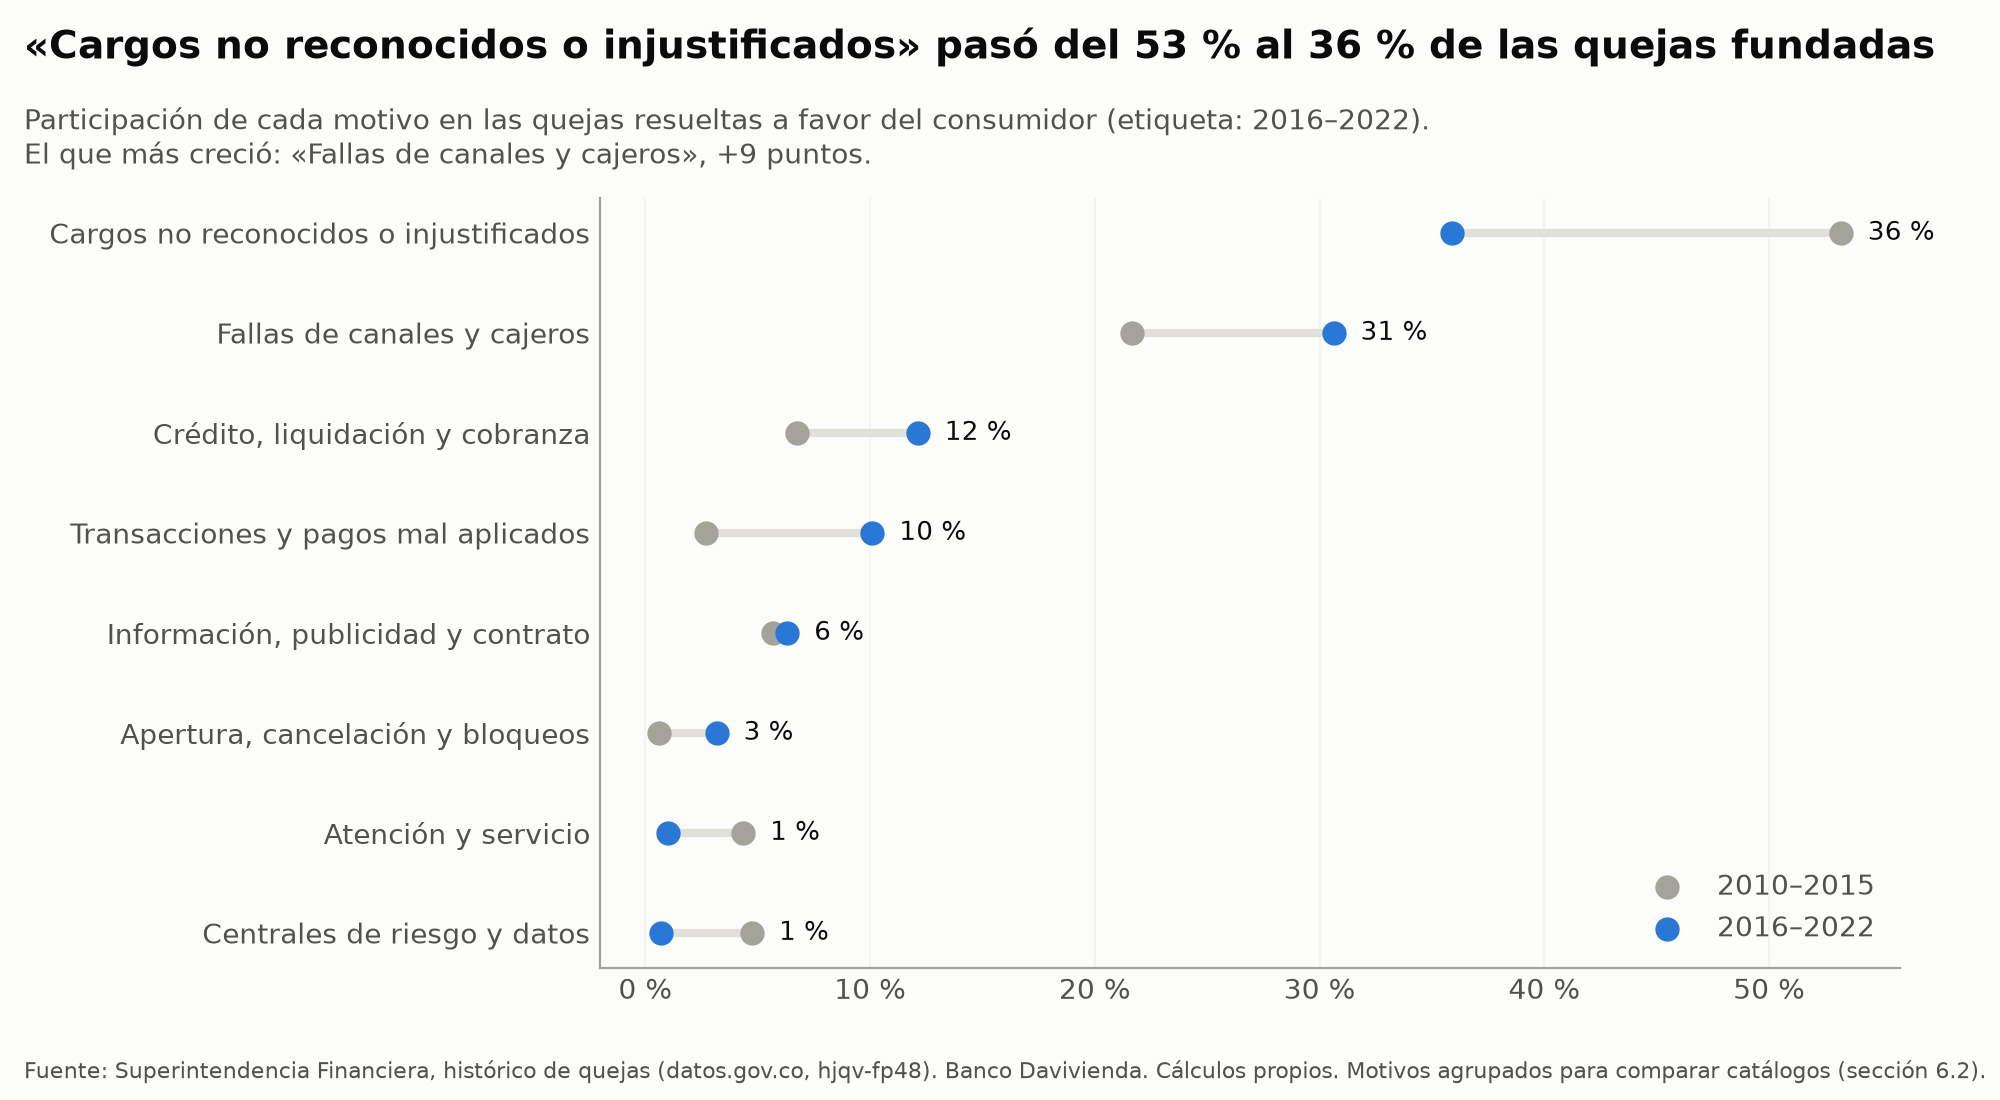 «Cargos no reconocidos o injustificados» pasó del 53 % al 36 % de las quejas fundadas
Participación de cada motivo en las quejas resueltas a favor del consumidor (etiqueta: 2016–2022).
El que más creció: «Fallas de canales y cajeros», +9 puntos.
Cargos no reconocidos o injustificados
36 %
Fallas de canales y cajeros
31 %
Crédito, liquidación y cobranza
12 %
Transacciones y pagos mal aplicados
10 %
Información, publicidad y contrato
6 %
Apertura, cancelación y bloqueos
3 %
Atención y servicio
1 %
Centrales de riesgo y datos
1 %
2010–2015
2016–2022
0 %
10 %
20 %
30 %
40 %
50 %
Fuente: Superintendencia Financiera, histórico de quejas (datos.gov.co, hjqv-fp48). Banco Davivienda. Cálculos propios. Motivos agrupados para comparar catálogos (sección 6.2).